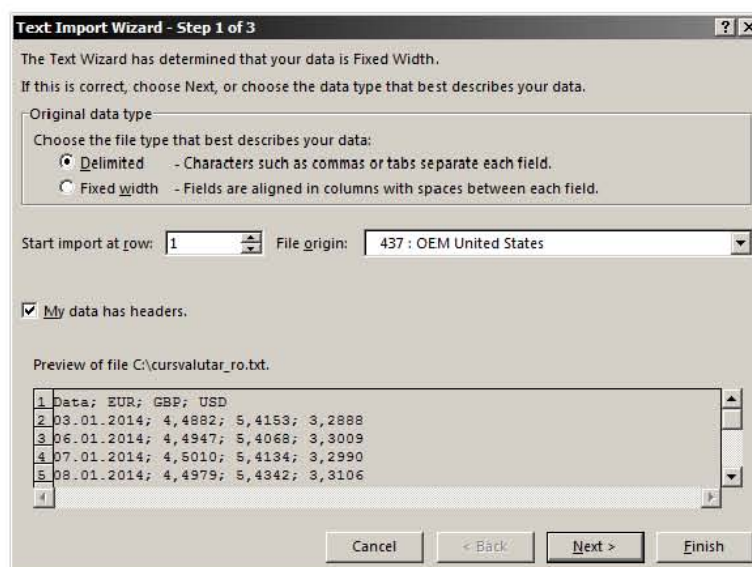 Text Import Wizard - Step 1 of 3
The Text Wizard has determined that your data is Fixed Width.
If this is correct, choose Next, or choose the data type that best describes your data.
Original data type
Choose the file type that best describes your data:
Delimited - Characters such as commas or tabs separate each field.
Fixed width - Fields are aligned in columns with spaces between each field.
Start import at row: 1 File origin: 437 : OEM United States
My data has headers.
Preview of file C:\cursvalutar_ro.txt.
1 Data; EUR; GBP; USD
2 03.01.2014; 4,4882; 5,4153; 3,2888
3 06.01.2014; 4,4947; 5,4068; 3,3009
4 07.01.2014; 4,5010; 5,4134; 3,2990
5 08.01.2014; 4,4979; 5,4342; 3,3106
Cancel < Back Next > Finish